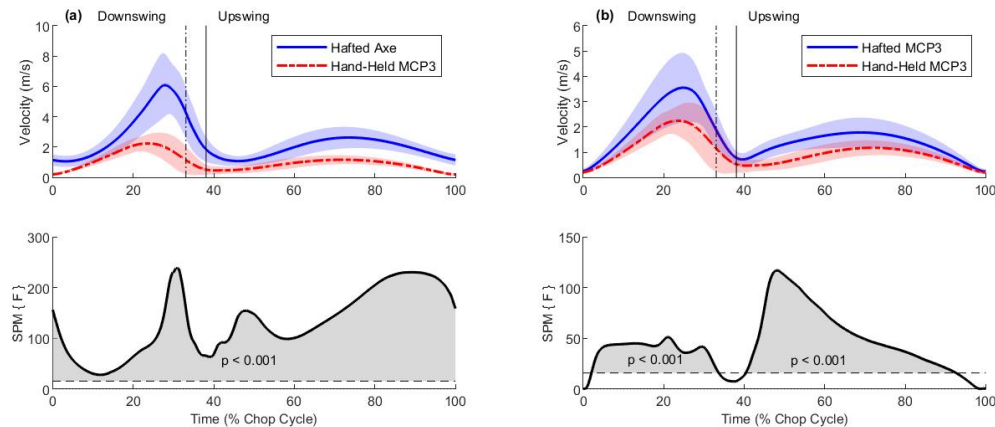 (a) Downswing Upswing
10
8
6
4
2
0
Velocity (m/s)
Hafted Axe
Hand-Held MCP3
0 20 40 60 80 100
300
200
100
0
SPM { F }
p < 0.001
0 20 40 60 80 100
Time (% Chop Cycle)
(b) Downswing Upswing
6
5
4
3
2
1
0
Velocity (m/s)
Hafted MCP3
Hand-Held MCP3
0 20 40 60 80 100
150
100
50
0
SPM { F }
p < 0.001 p < 0.001
0 20 40 60 80 100
Time (% Chop Cycle)